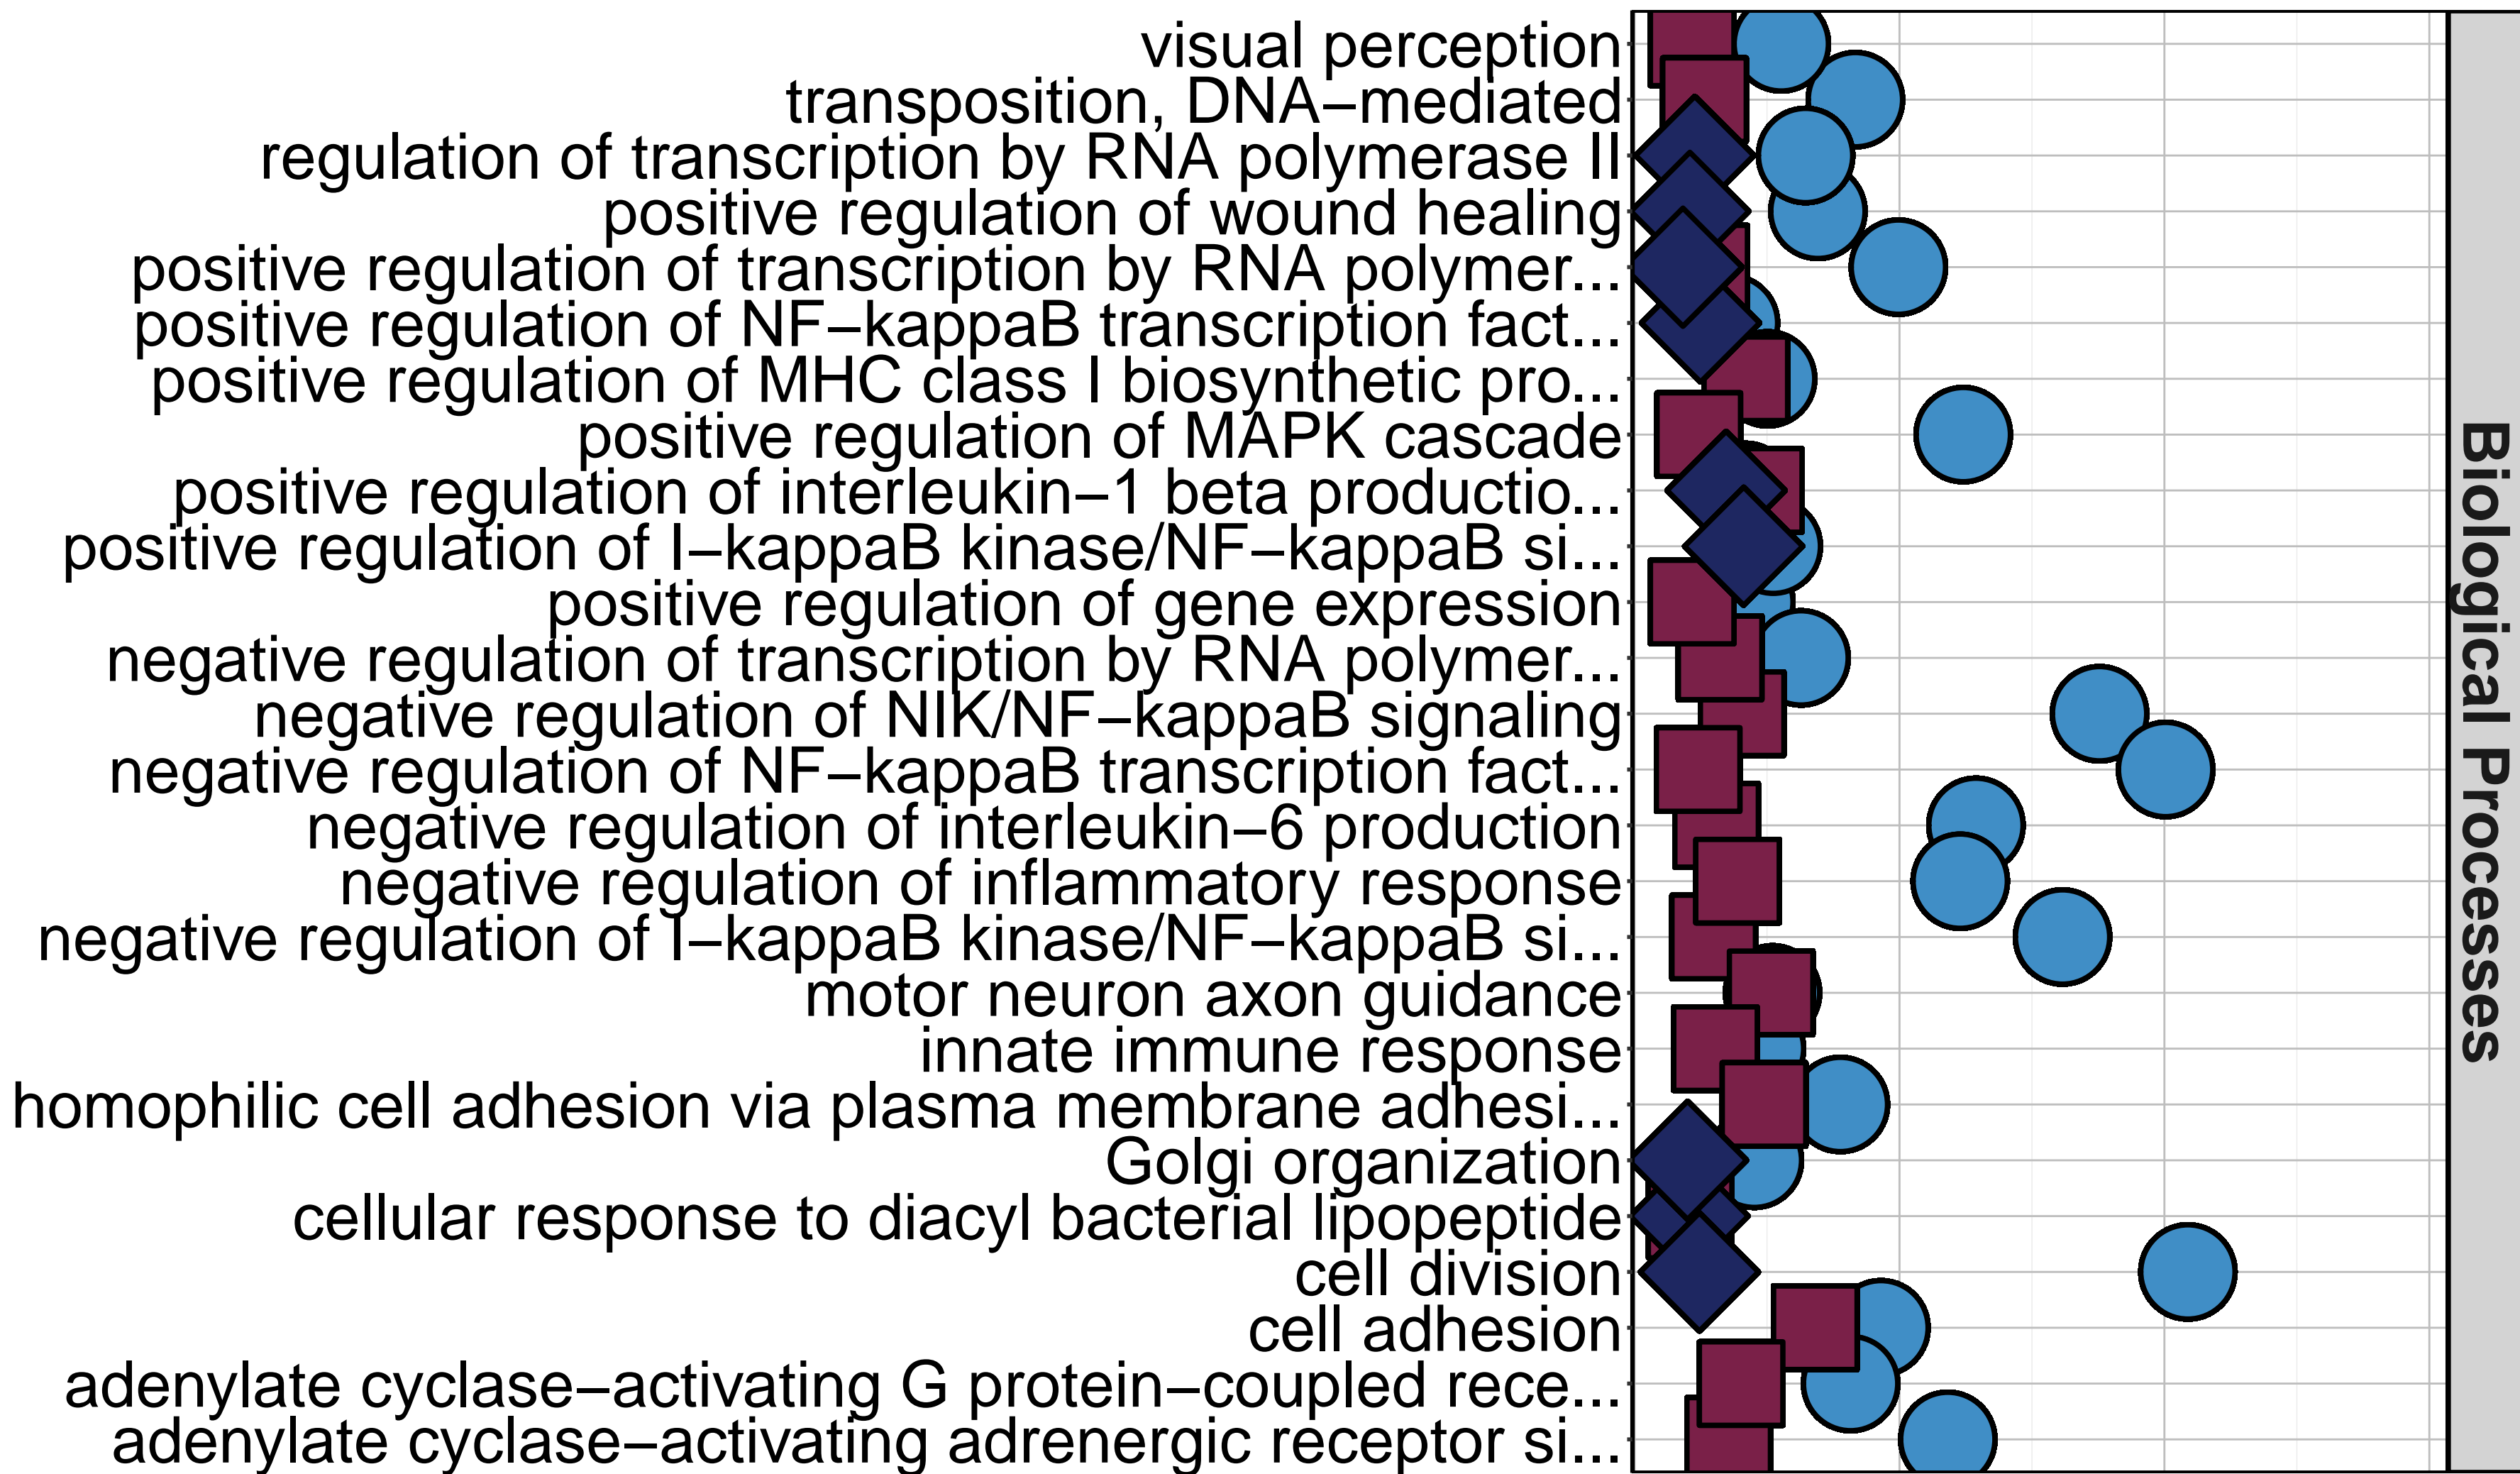 visual perception
transposition, DNA−mediated
regulation of transcription by RNA polymerase II
positive regulation of wound healing
positive regulation of transcription by RNA polymer...
positive regulation of NF−kappaB transcription fact...
positive regulation of MHC class I biosynthetic pro...
positive regulation of MAPK cascade
positive regulation of interleukin−1 beta productio...
positive regulation of I−kappaB kinase/NF−kappaB si...
positive regulation of gene expression
negative regulation of transcription by RNA polymer...
negative regulation of NIK/NF−kappaB signaling
negative regulation of NF−kappaB transcription fact...
negative regulation of interleukin−6 production
negative regulation of inflammatory response
negative regulation of I−kappaB kinase/NF−kappaB si...
motor neuron axon guidance
innate immune response
homophilic cell adhesion via plasma membrane adhesi...
Golgi organization
cellular response to diacyl bacterial lipopeptide
cell division
cell adhesion
adenylate cyclase−activating G protein−coupled rece...
adenylate cyclase−activating adrenergic receptor si...
Biological Processes